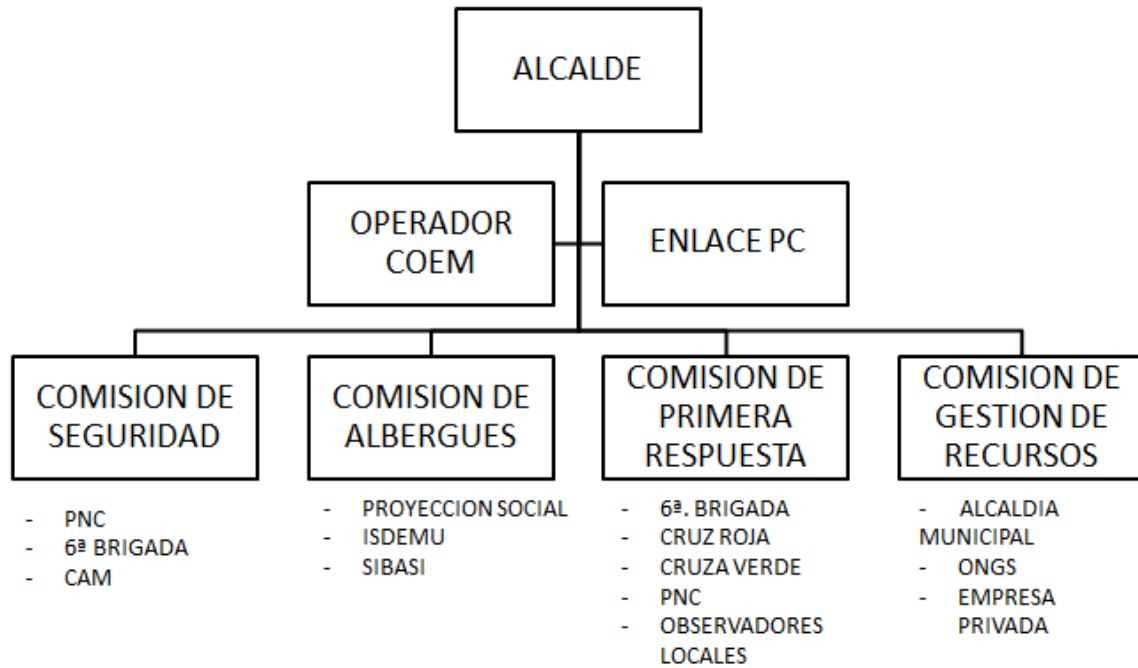 ALCALDE
OPERADOR
COEM
ENLACE PC
COMISION DE
SEGURIDAD
COMISION DE
ALBERGUES
COMISION DE
PRIMERA
RESPUESTA
COMISION DE
GESTION DE
RECURSOS
- PNC
- 6ª BRIGADA
- CAM
- PROYECCION SOCIAL
- ISDEMU
- SIBASI
- 6ª. BRIGADA
- CRUZ ROJA
- CRUZA VERDE
- PNC
- OBSERVADORES
LOCALES
- ALCALDIA
MUNICIPAL
- ONGS
- EMPRESA
PRIVADA